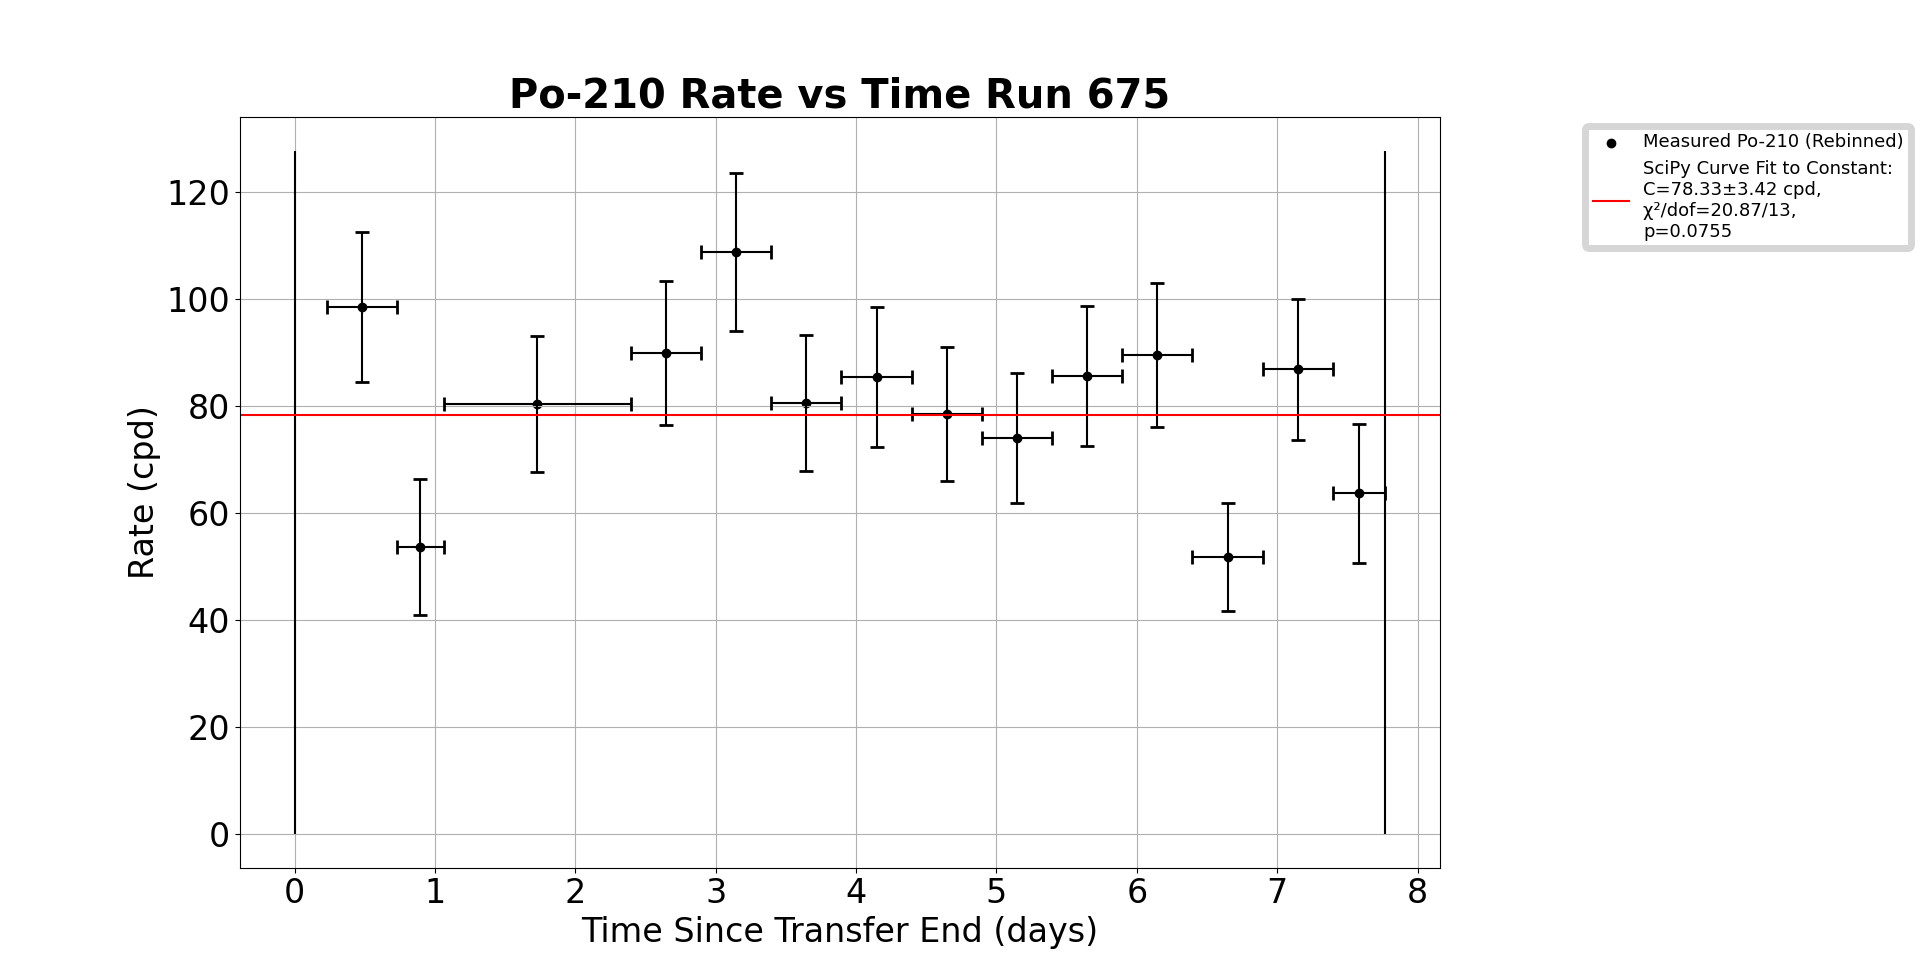 Po-210 Rate vs Time Run 675
Measured Po-210 (Rebinned)
SciPy Curve Fit to Constant:
C=78.33±3.42 cpd,
χ²/dof=20.87/13,
p=0.0755
Rate (cpd)
120
100
80
60
40
20
0
0 1 2 3 4 5 6 7 8
Time Since Transfer End (days)